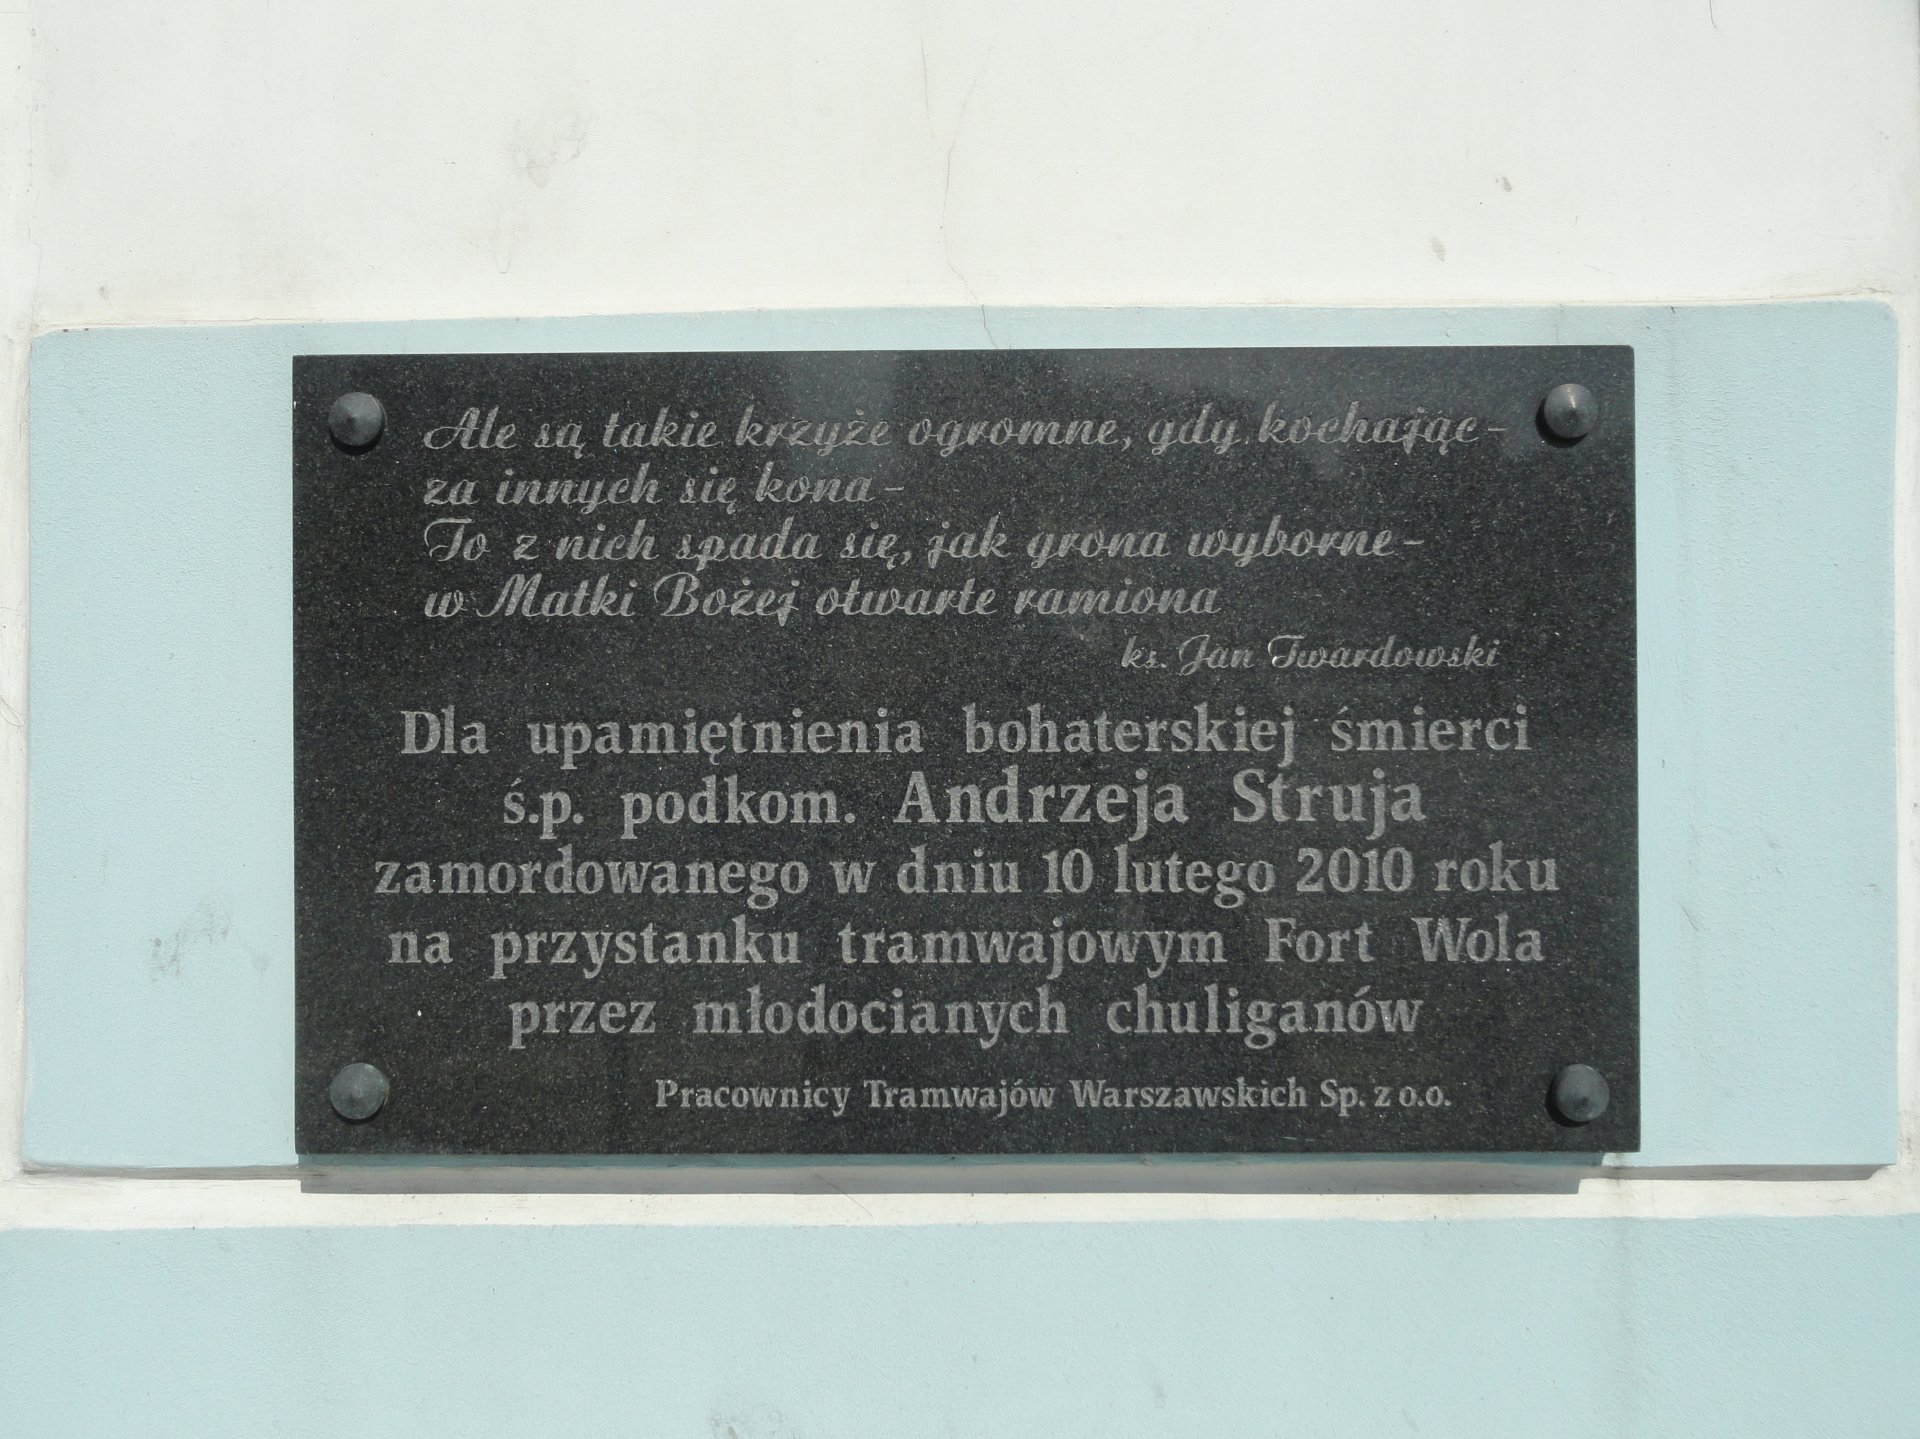 Ale są takie krzyże ogromne, gdy kochając -
za innych się kona -
To z nich spada się, jak grona wyborne -
w Matki Bożej otwarte ramiona
ks. Jan Twardowski
Dla upamiętnienia bohaterskiej śmierci
ś.p. podkom. Andrzeja Struja
zamordowanego w dniu 10 lutego 2010 roku
na przystanku tramwajowym Fort Wola
przez młodocianych chuliganów
Pracownicy Tramwajów Warszawskich Sp. z o.o.